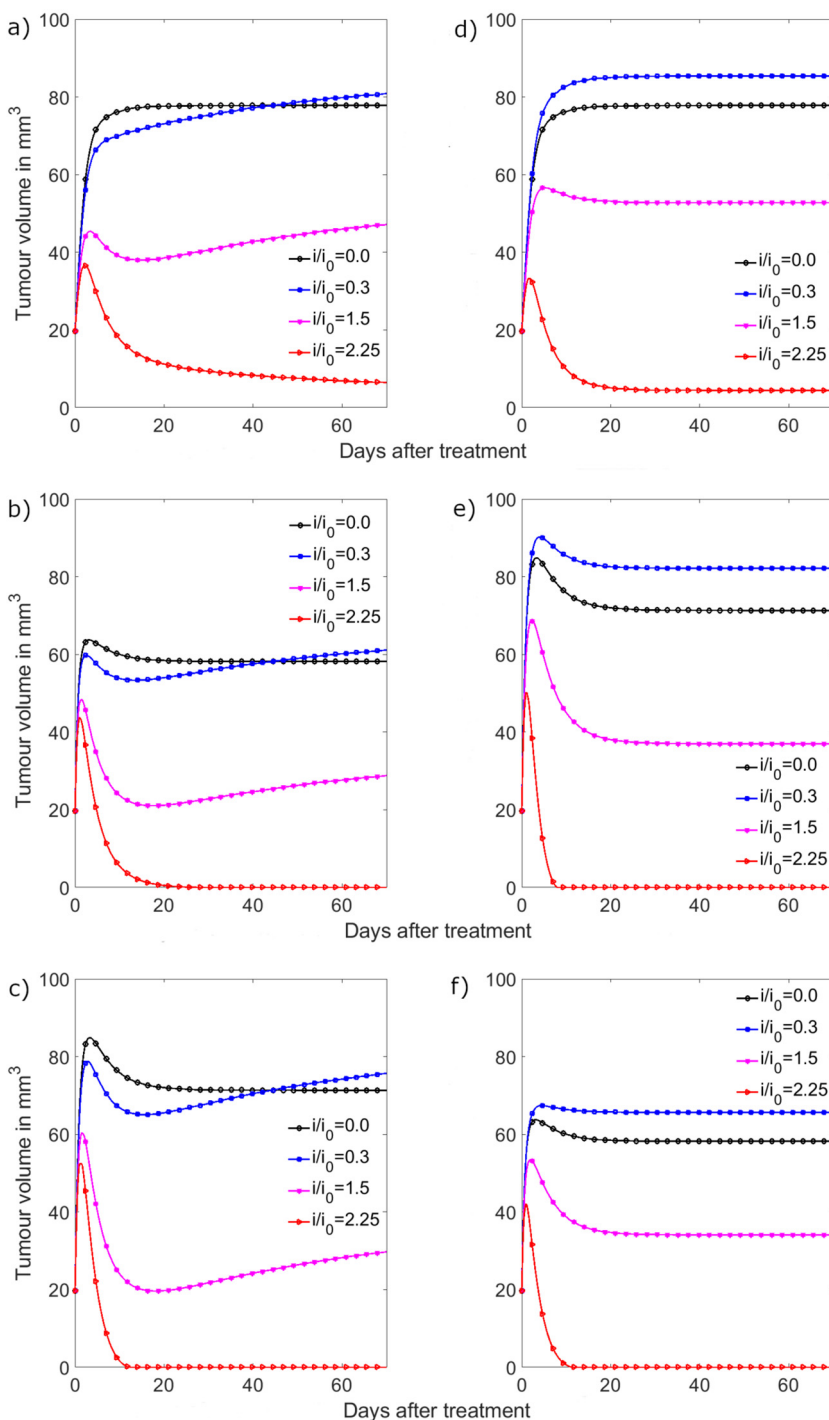 a)
100
80
60
40
20
0
Tumour volume in mm³
i/i₀=0.0
i/i₀=0.3
i/i₀=1.5
i/i₀=2.25
0 20 40 60
d)
100
80
60
40
20
0
i/i₀=0.0
i/i₀=0.3
i/i₀=1.5
i/i₀=2.25
0 20 40 60
Days after treatment
b)
100
80
60
40
20
0
Tumour volume in mm³
i/i₀=0.0
i/i₀=0.3
i/i₀=1.5
i/i₀=2.25
0 20 40 60
e)
100
80
60
40
20
0
i/i₀=0.0
i/i₀=0.3
i/i₀=1.5
i/i₀=2.25
0 20 40 60
Days after treatment
c)
100
80
60
40
20
0
Tumour volume in mm³
i/i₀=0.0
i/i₀=0.3
i/i₀=1.5
i/i₀=2.25
0 20 40 60
Days after treatment
f)
100
80
60
40
20
0
i/i₀=0.0
i/i₀=0.3
i/i₀=1.5
i/i₀=2.25
0 20 40 60
Days after treatment